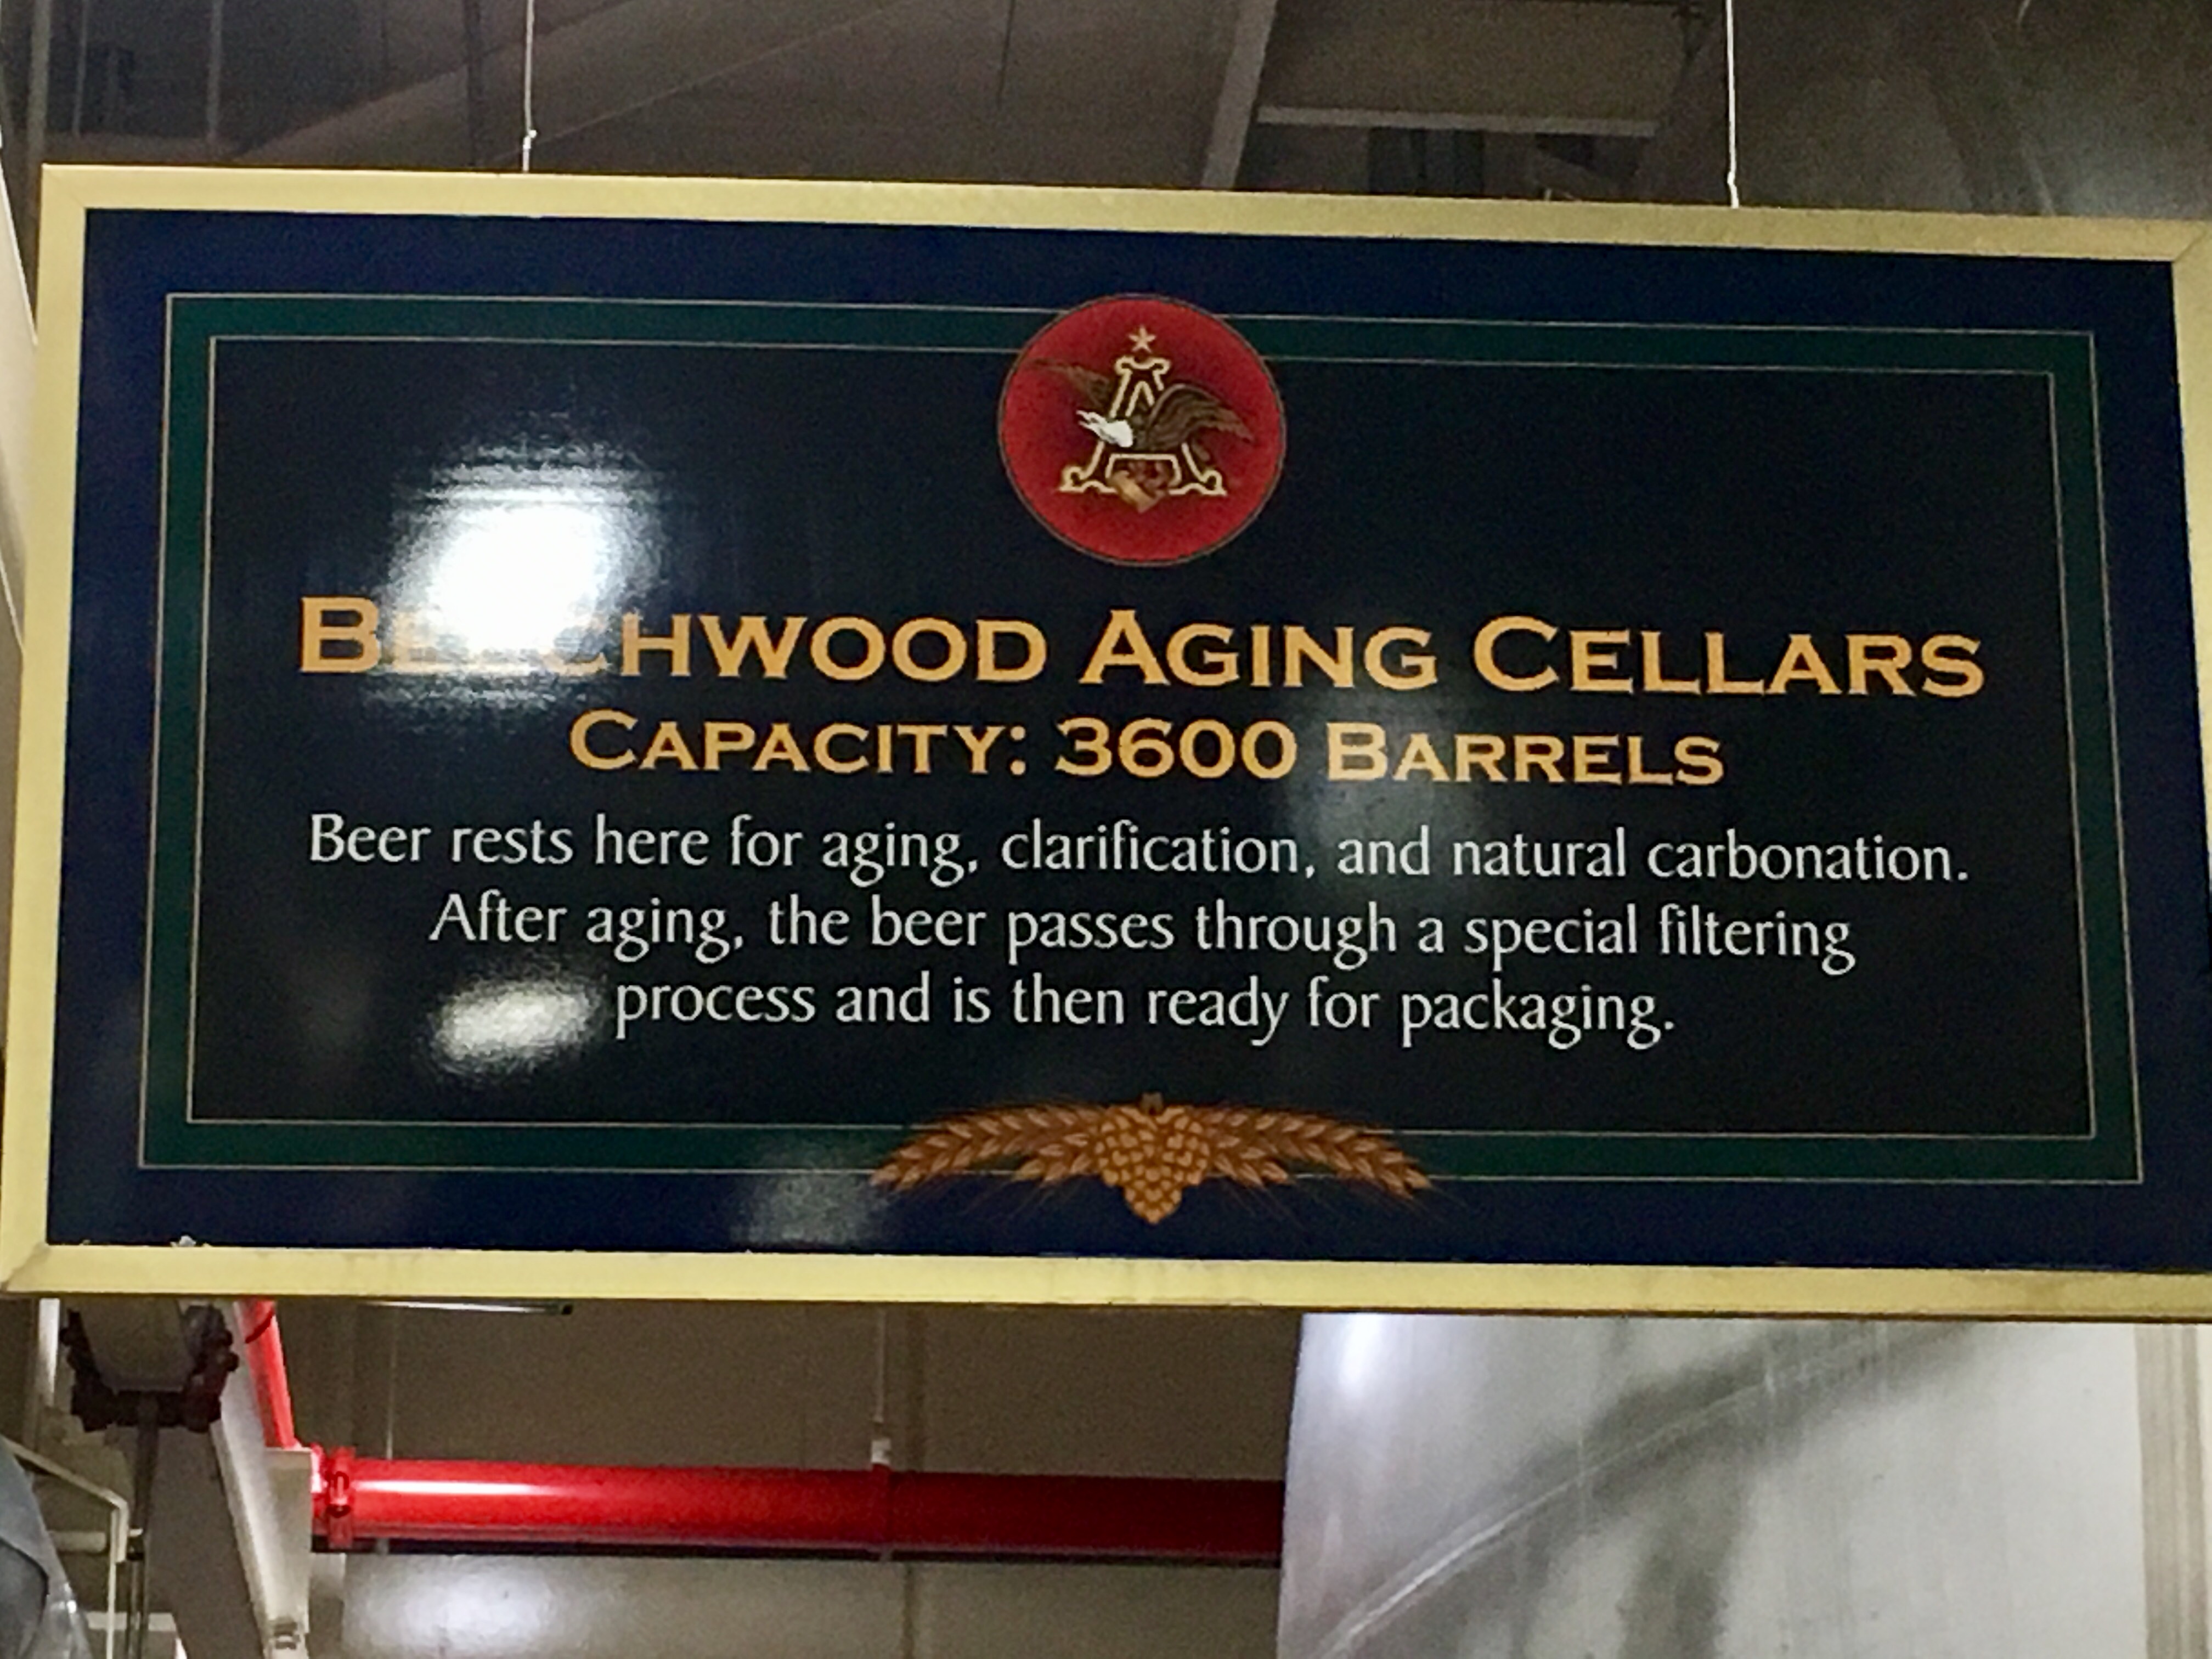 BEECHWOOD AGING CELLARS
CAPACITY: 3600 BARRELS
Beer rests here for aging, clarification, and natural carbonation.
After aging, the beer passes through a special filtering
process and is then ready for packaging.